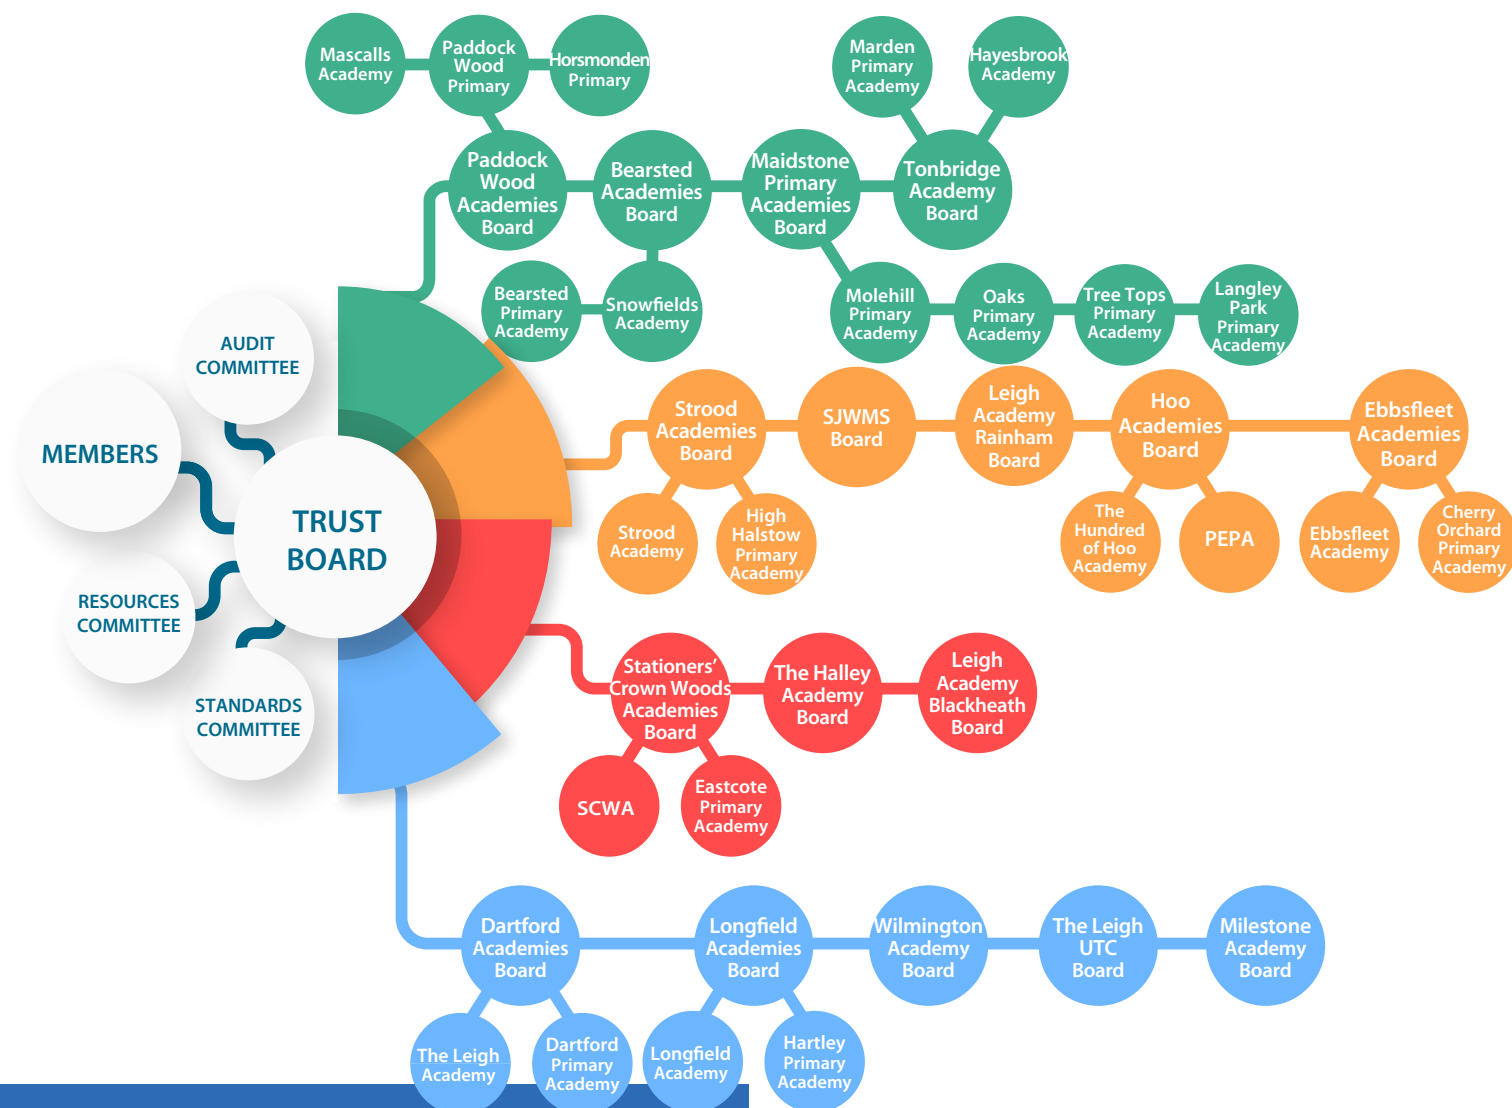 Mascalls
Academy
Paddock
Wood
Primary
Horsmonden
Primary
Marden
Primary
Academy
Hayesbrook
Academy
Paddock
Wood
Academies
Board
Bearsted
Academies
Board
Maidstone
Primary
Academies
Board
Tonbridge
Academy
Board
Bearsted
Primary
Academy
Snowfields
Academy
Molehill
Primary
Academy
Oaks
Primary
Academy
Tree Tops
Primary
Academy
Langley
Park
Primary
Academy
AUDIT
COMMITTEE
MEMBERS
TRUST
BOARD
RESOURCES
COMMITTEE
STANDARDS
COMMITTEE
Strood
Academies
Board
SJWMS
Board
Leigh
Academy
Rainham
Board
Hoo
Academies
Board
Ebbsfleet
Academies
Board
Strood
Academy
High
Halstow
Primary
Academy
The
Hundred
of Hoo
Academy
PEPA
Ebbsfleet
Academy
Cherry
Orchard
Primary
Academy
Stationers'
Crown Woods
Academies
Board
The Halley
Academy
Board
Leigh
Academy
Blackheath
Board
SCWA
Eastcote
Primary
Academy
Dartford
Academies
Board
Longfield
Academies
Board
Wilmington
Academy
Board
The Leigh
UTC
Board
Milestone
Academy
Board
The Leigh
Academy
Dartford
Primary
Academy
Longfield
Academy
Hartley
Primary
Academy